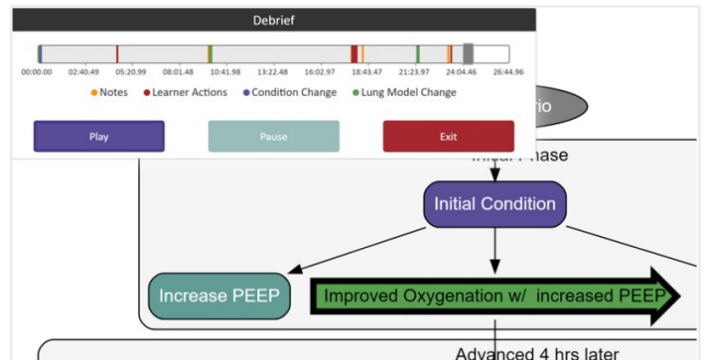 Debrief
00:00.00 02:40.49 05:20.99 08:01.48 10:41.98 13:22.48 16:02.97 18:43.47 21:23.97 24:04.46 26:44.96
Notes Learner Actions Condition Change Lung Model Change
Play Pause Exit
Initial Condition
Increase PEEP
Improved Oxygenation w/ increased PEEP
Advanced 4 hrs later